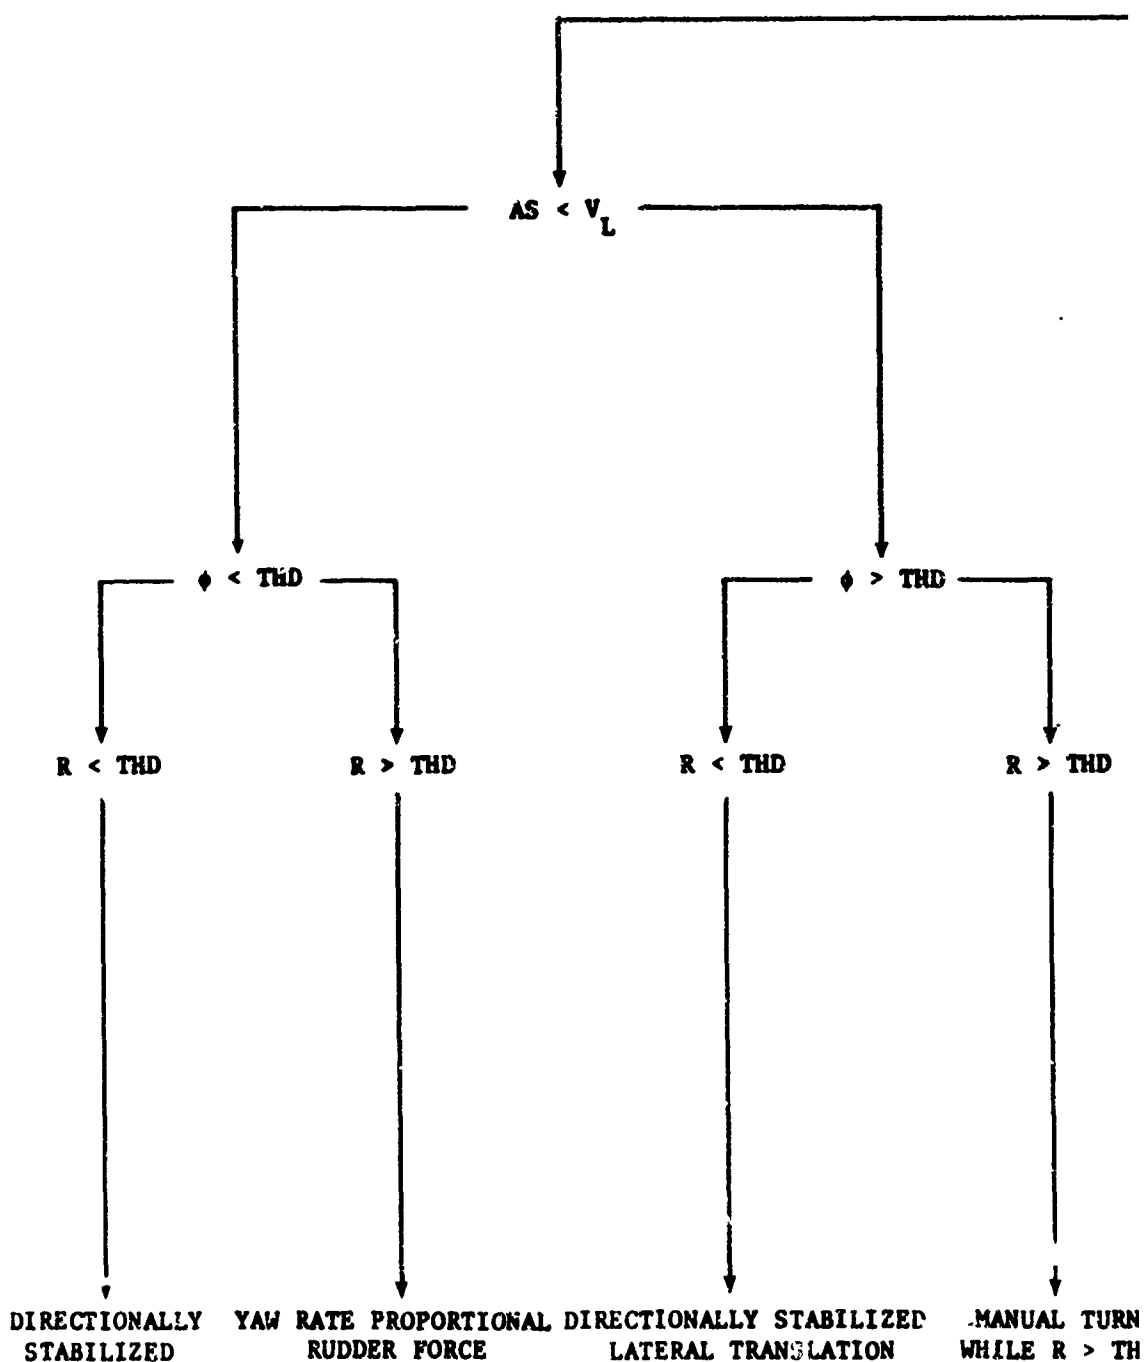 AS < V_L
φ < THD
φ > THD
R < THD
R > THD
R < THD
R > THD
DIRECTIONALLY STABILIZED
YAW RATE PROPORTIONAL RUDDER FORCE
DIRECTIONALLY STABILIZED LATERAL TRANSLATION
MANUAL TURN WHILE R > TH